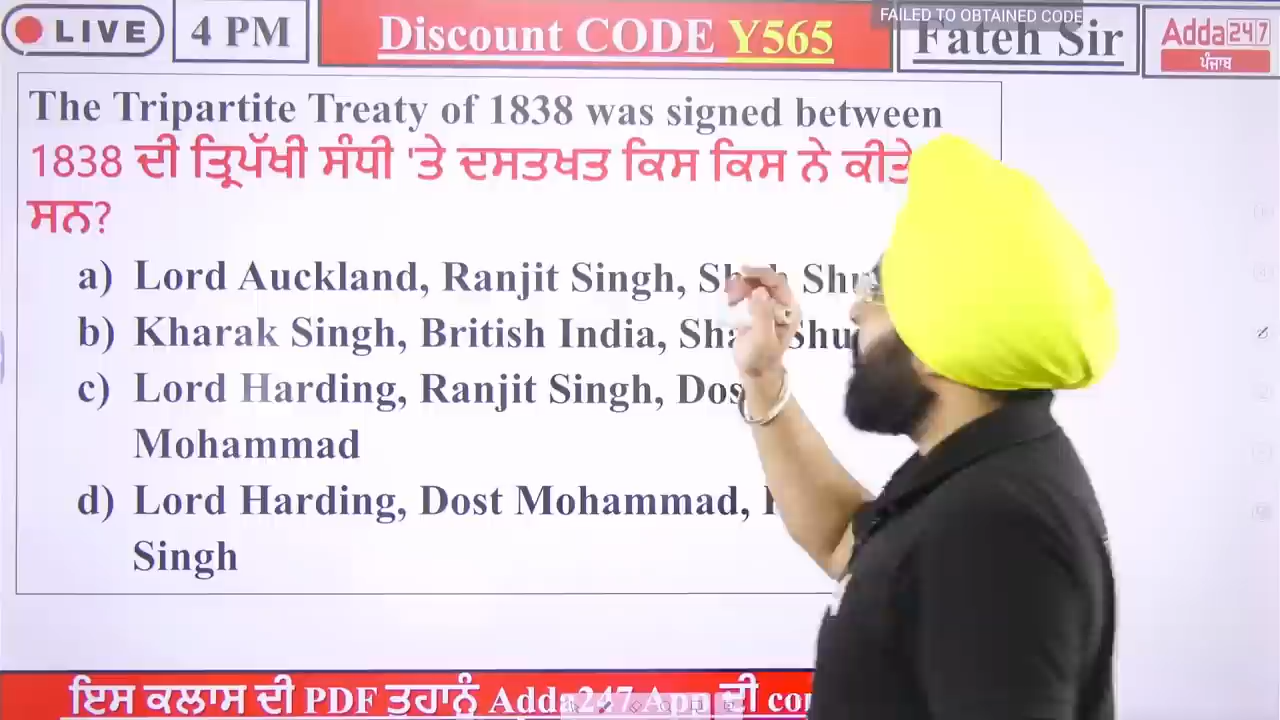 LIVE
4 PM
Discount CODE Y565
FAILED TO OBTAINED CODE
Fateh Sir
Adda247
ਪੰਜਾਬ
The Tripartite Treaty of 1838 was signed between
1838 ਦੀ ਤ੍ਰਿਪੱਖੀ ਸੰਧੀ 'ਤੇ ਦਸਤਖਤ ਕਿਸ ਕਿਸ ਨੇ ਕੀਤੇ
ਸਨ?
a) Lord Auckland, Ranjit Singh,
b) Kharak Singh, British India,
c) Lord Harding, Ranjit Singh,
Mohammad
d) Lord Harding, Dost Mohammad,
Singh
ਇਸ ਕਲਾਸ ਦੀ PDF ਤੁਹਾਨੂੰ Adda247 App ਦੀ